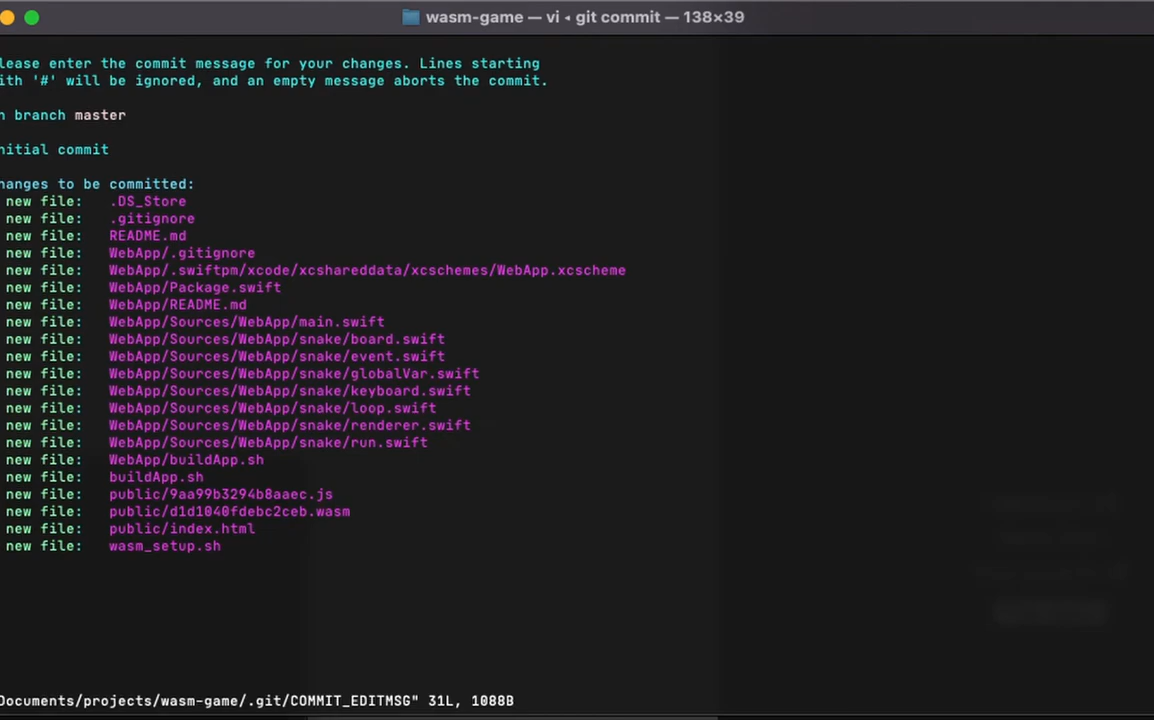 wasm-game — vi ◂ git commit — 138×39
lease enter the commit message for your changes. Lines starting
ith '#' will be ignored, and an empty message aborts the commit.
n branch master
nitial commit
hanges to be committed:
new file: .DS_Store
new file: .gitignore
new file: README.md
new file: WebApp/.gitignore
new file: WebApp/.swiftpm/xcode/xcshareddata/xcschemes/WebApp.xcscheme
new file: WebApp/Package.swift
new file: WebApp/README.md
new file: WebApp/Sources/WebApp/main.swift
new file: WebApp/Sources/WebApp/snake/board.swift
new file: WebApp/Sources/WebApp/snake/event.swift
new file: WebApp/Sources/WebApp/snake/globalVar.swift
new file: WebApp/Sources/WebApp/snake/keyboard.swift
new file: WebApp/Sources/WebApp/snake/loop.swift
new file: WebApp/Sources/WebApp/snake/renderer.swift
new file: WebApp/Sources/WebApp/snake/run.swift
new file: WebApp/buildApp.sh
new file: buildApp.sh
new file: public/9aa99b3294b8aaec.js
new file: public/d1d1040fdebc2ceb.wasm
new file: public/index.html
new file: wasm_setup.sh
Documents/projects/wasm-game/.git/COMMIT_EDITMSG" 31L, 1088B